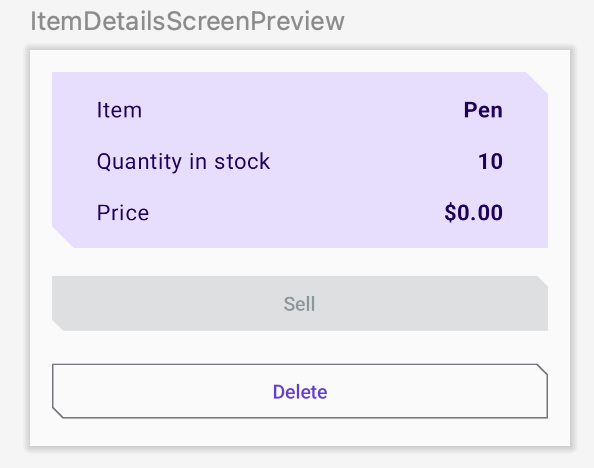 ItemDetailsScreenPreview
Item Pen
Quantity in stock 10
Price $0.00
Sell
Delete